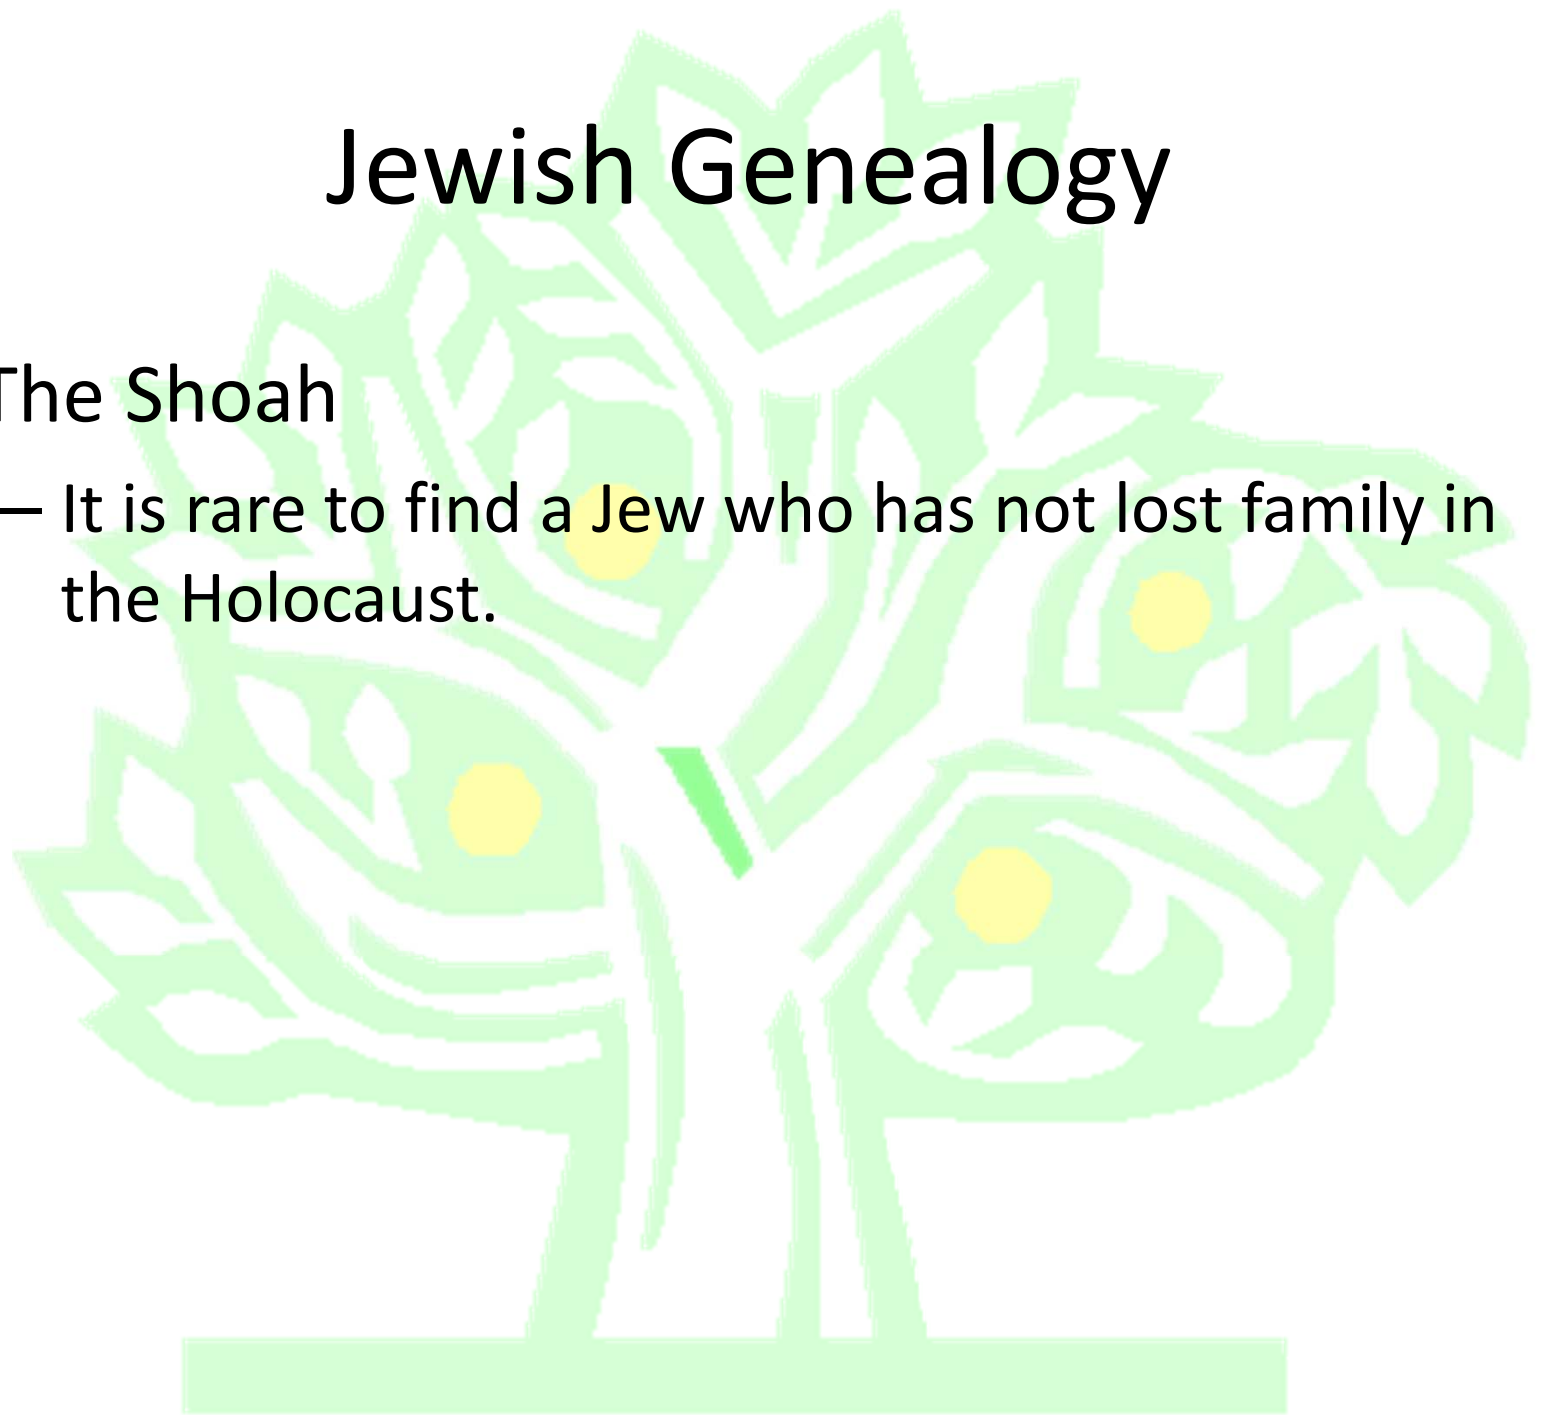 Jewish Genealogy
The Shoah
– It is rare to find a Jew who has not lost family in
the Holocaust.